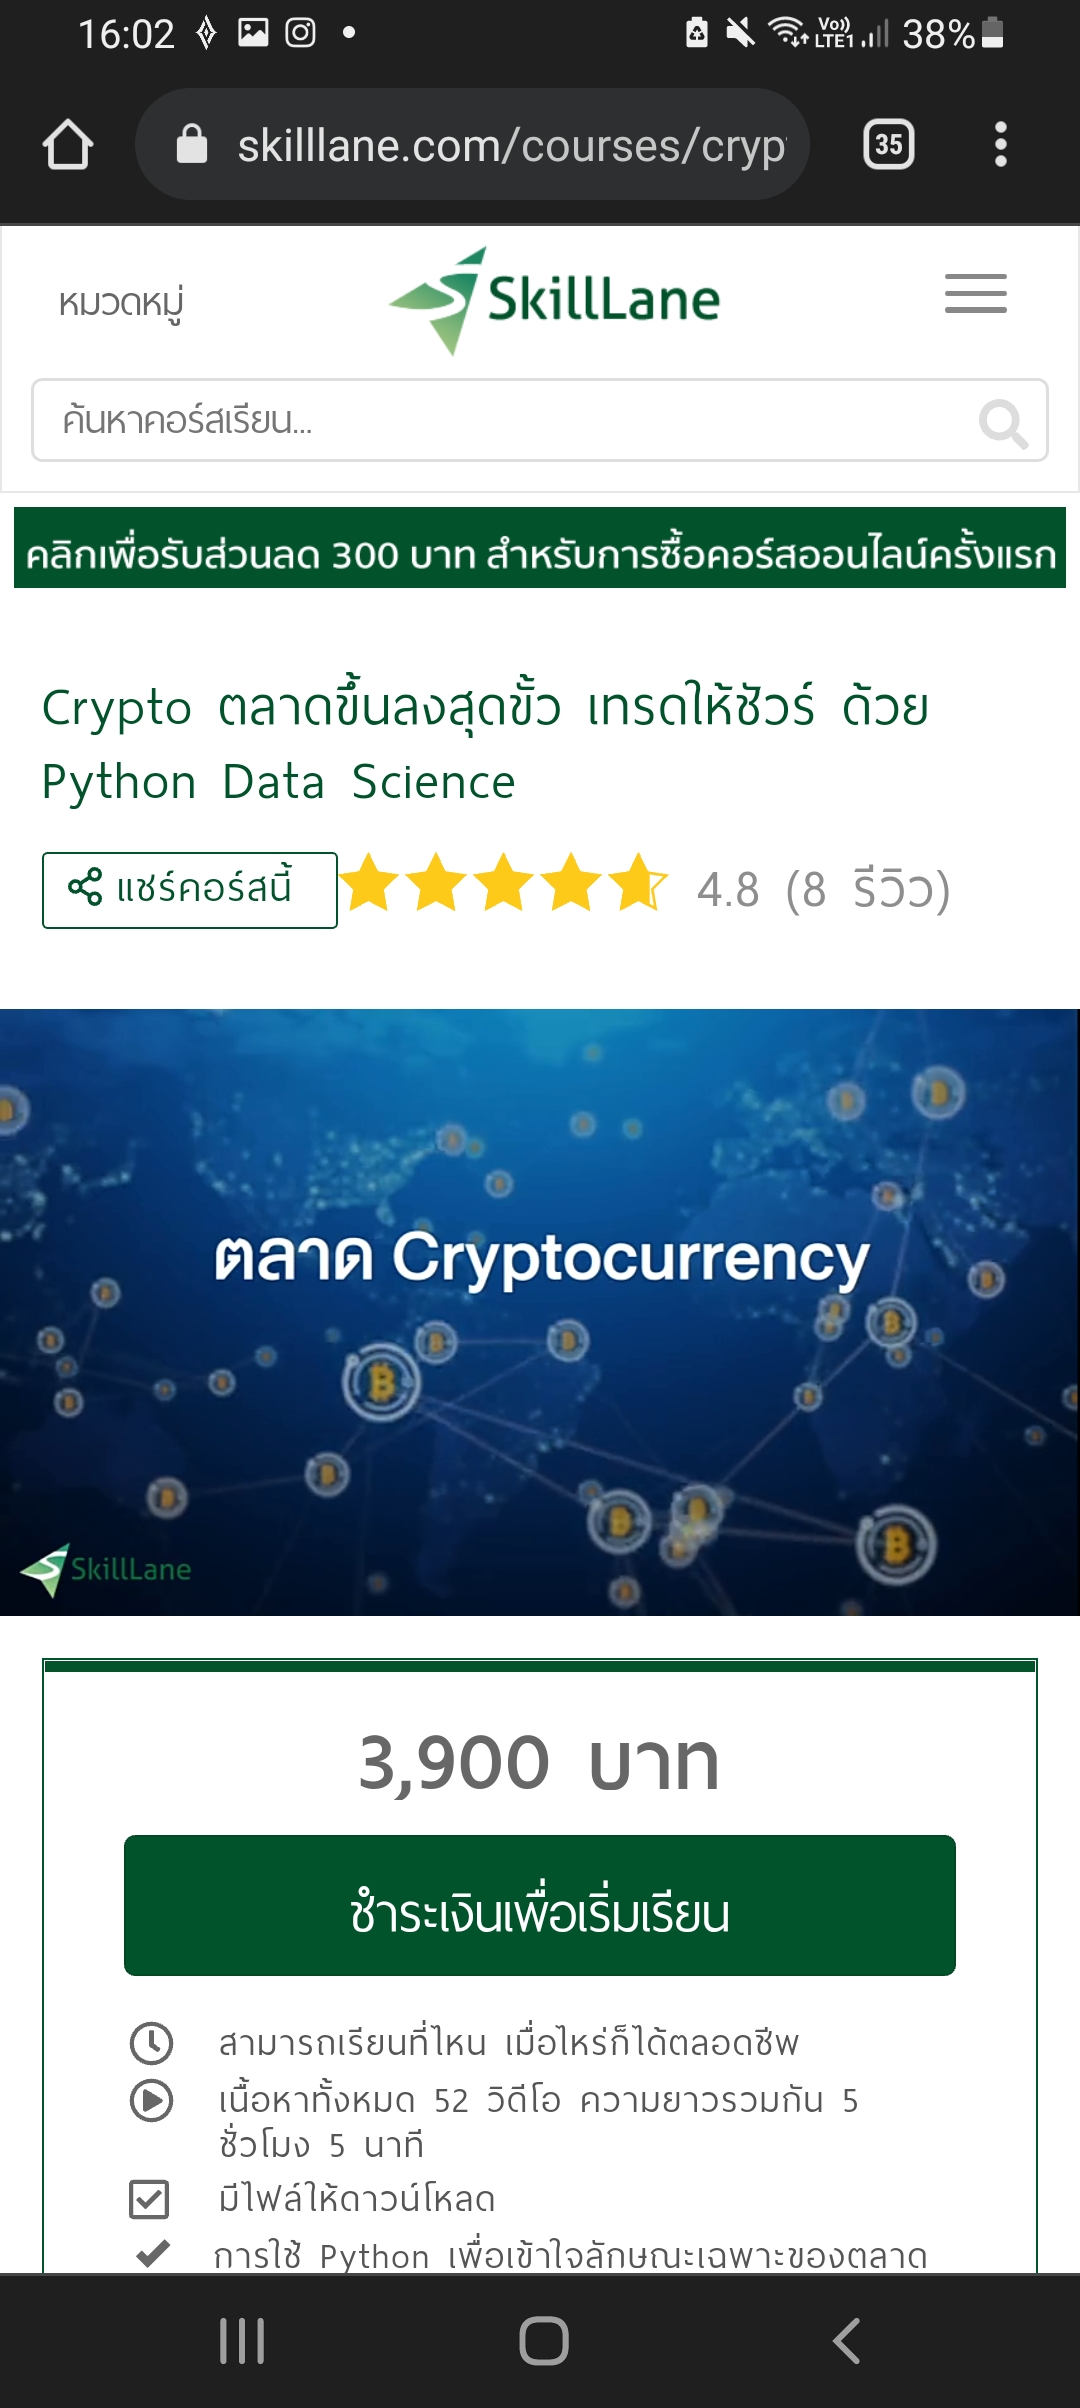 16:02
Vo)) LTE1 38%
skilllane.com/courses/cryp
35
หมวดหมู่
SkillLane
ค้นหาคอร์สเรียน...
คลิกเพื่อรับส่วนลด 300 บาท สำหรับการซื้อคอร์สออนไลน์ครั้งแรก
Crypto ตลาดขึ้นลงสุดขั้ว เทรดให้ชัวร์ ด้วย
Python Data Science
แชร์คอร์สนี้
4.8 (8 รีวิว)
ตลาด Cryptocurrency
SkillLane
3,900 บาท
ชำระเงินเพื่อเริ่มเรียน
สามารถเรียนที่ไหน เมื่อไหร่ก็ได้ตลอดชีพ
เนื้อหาทั้งหมด 52 วิดีโอ ความยาวรวมกัน 5
ชั่วโมง 5 นาที
มีไฟล์ให้ดาวน์โหลด
การใช้ Python เพื่อเข้าใจลักษณะเฉพาะของตลาด